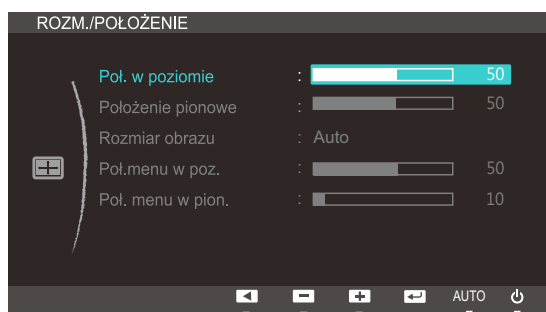 ROZM./POŁOŻENIE
Poł. w poziomie : 50
Położenie pionowe : 50
Rozmiar obrazu : Auto
Poł.menu w poz. : 50
Poł. menu w pion. : 10
AUTO